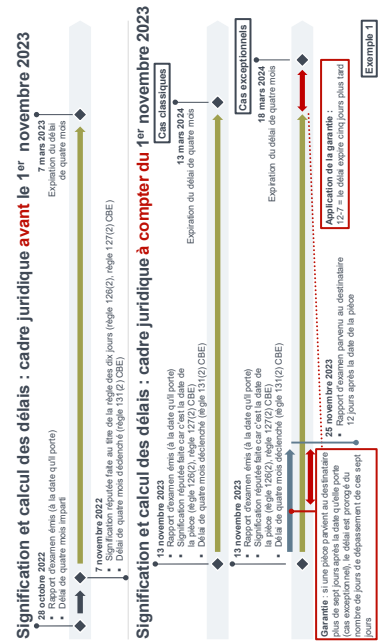 Signification et calcul des délais : cadre juridique avant le 1er novembre 2023
28 octobre 2022
▪ Rapport d'examen émis (à la date qu'il porte)
▪ Délai de quatre mois imparti
7 mars 2023
Expiration du délai
de quatre mois
7 novembre 2022
▪ Signification réputée faite au titre de la règle des dix jours (règle 126(2), règle 127(2) CBE)
▪ Délai de quatre mois déclenché (règle 131(2) CBE)
Signification et calcul des délais : cadre juridique à compter du 1er novembre 2023
Cas classiques
13 novembre 2023
▪ Rapport d'examen émis (à la date qu'il porte)
▪ Signification réputée faite car c'est la date de
la pièce (règle 126(2), règle 127(2) CBE)
▪ Délai de quatre mois déclenché (règle 131(2) CBE)
13 mars 2024
Expiration du délai de quatre mois
Cas exceptionnels
13 novembre 2023
▪ Rapport d'examen émis (à la date qu'il porte)
▪ Signification réputée faite car c'est la date de
la pièce (règle 126(2), règle 127(2) CBE)
▪ Délai de quatre mois déclenché (règle 131(2) CBE)
18 mars 2024
Expiration du délai de quatre mois
25 novembre 2023
▪ Rapport d'examen parvenu au destinataire
12 jours après la date de la pièce
Garantie : si une pièce parvient au destinataire
plus de sept jours après la date qu'elle porte
(cas exceptionnel), le délai est prorogé du
nombre de jours de dépassement de ces sept
jours
Application de la garantie :
12-7 = le délai expire cinq jours plus tard
Exemple 1